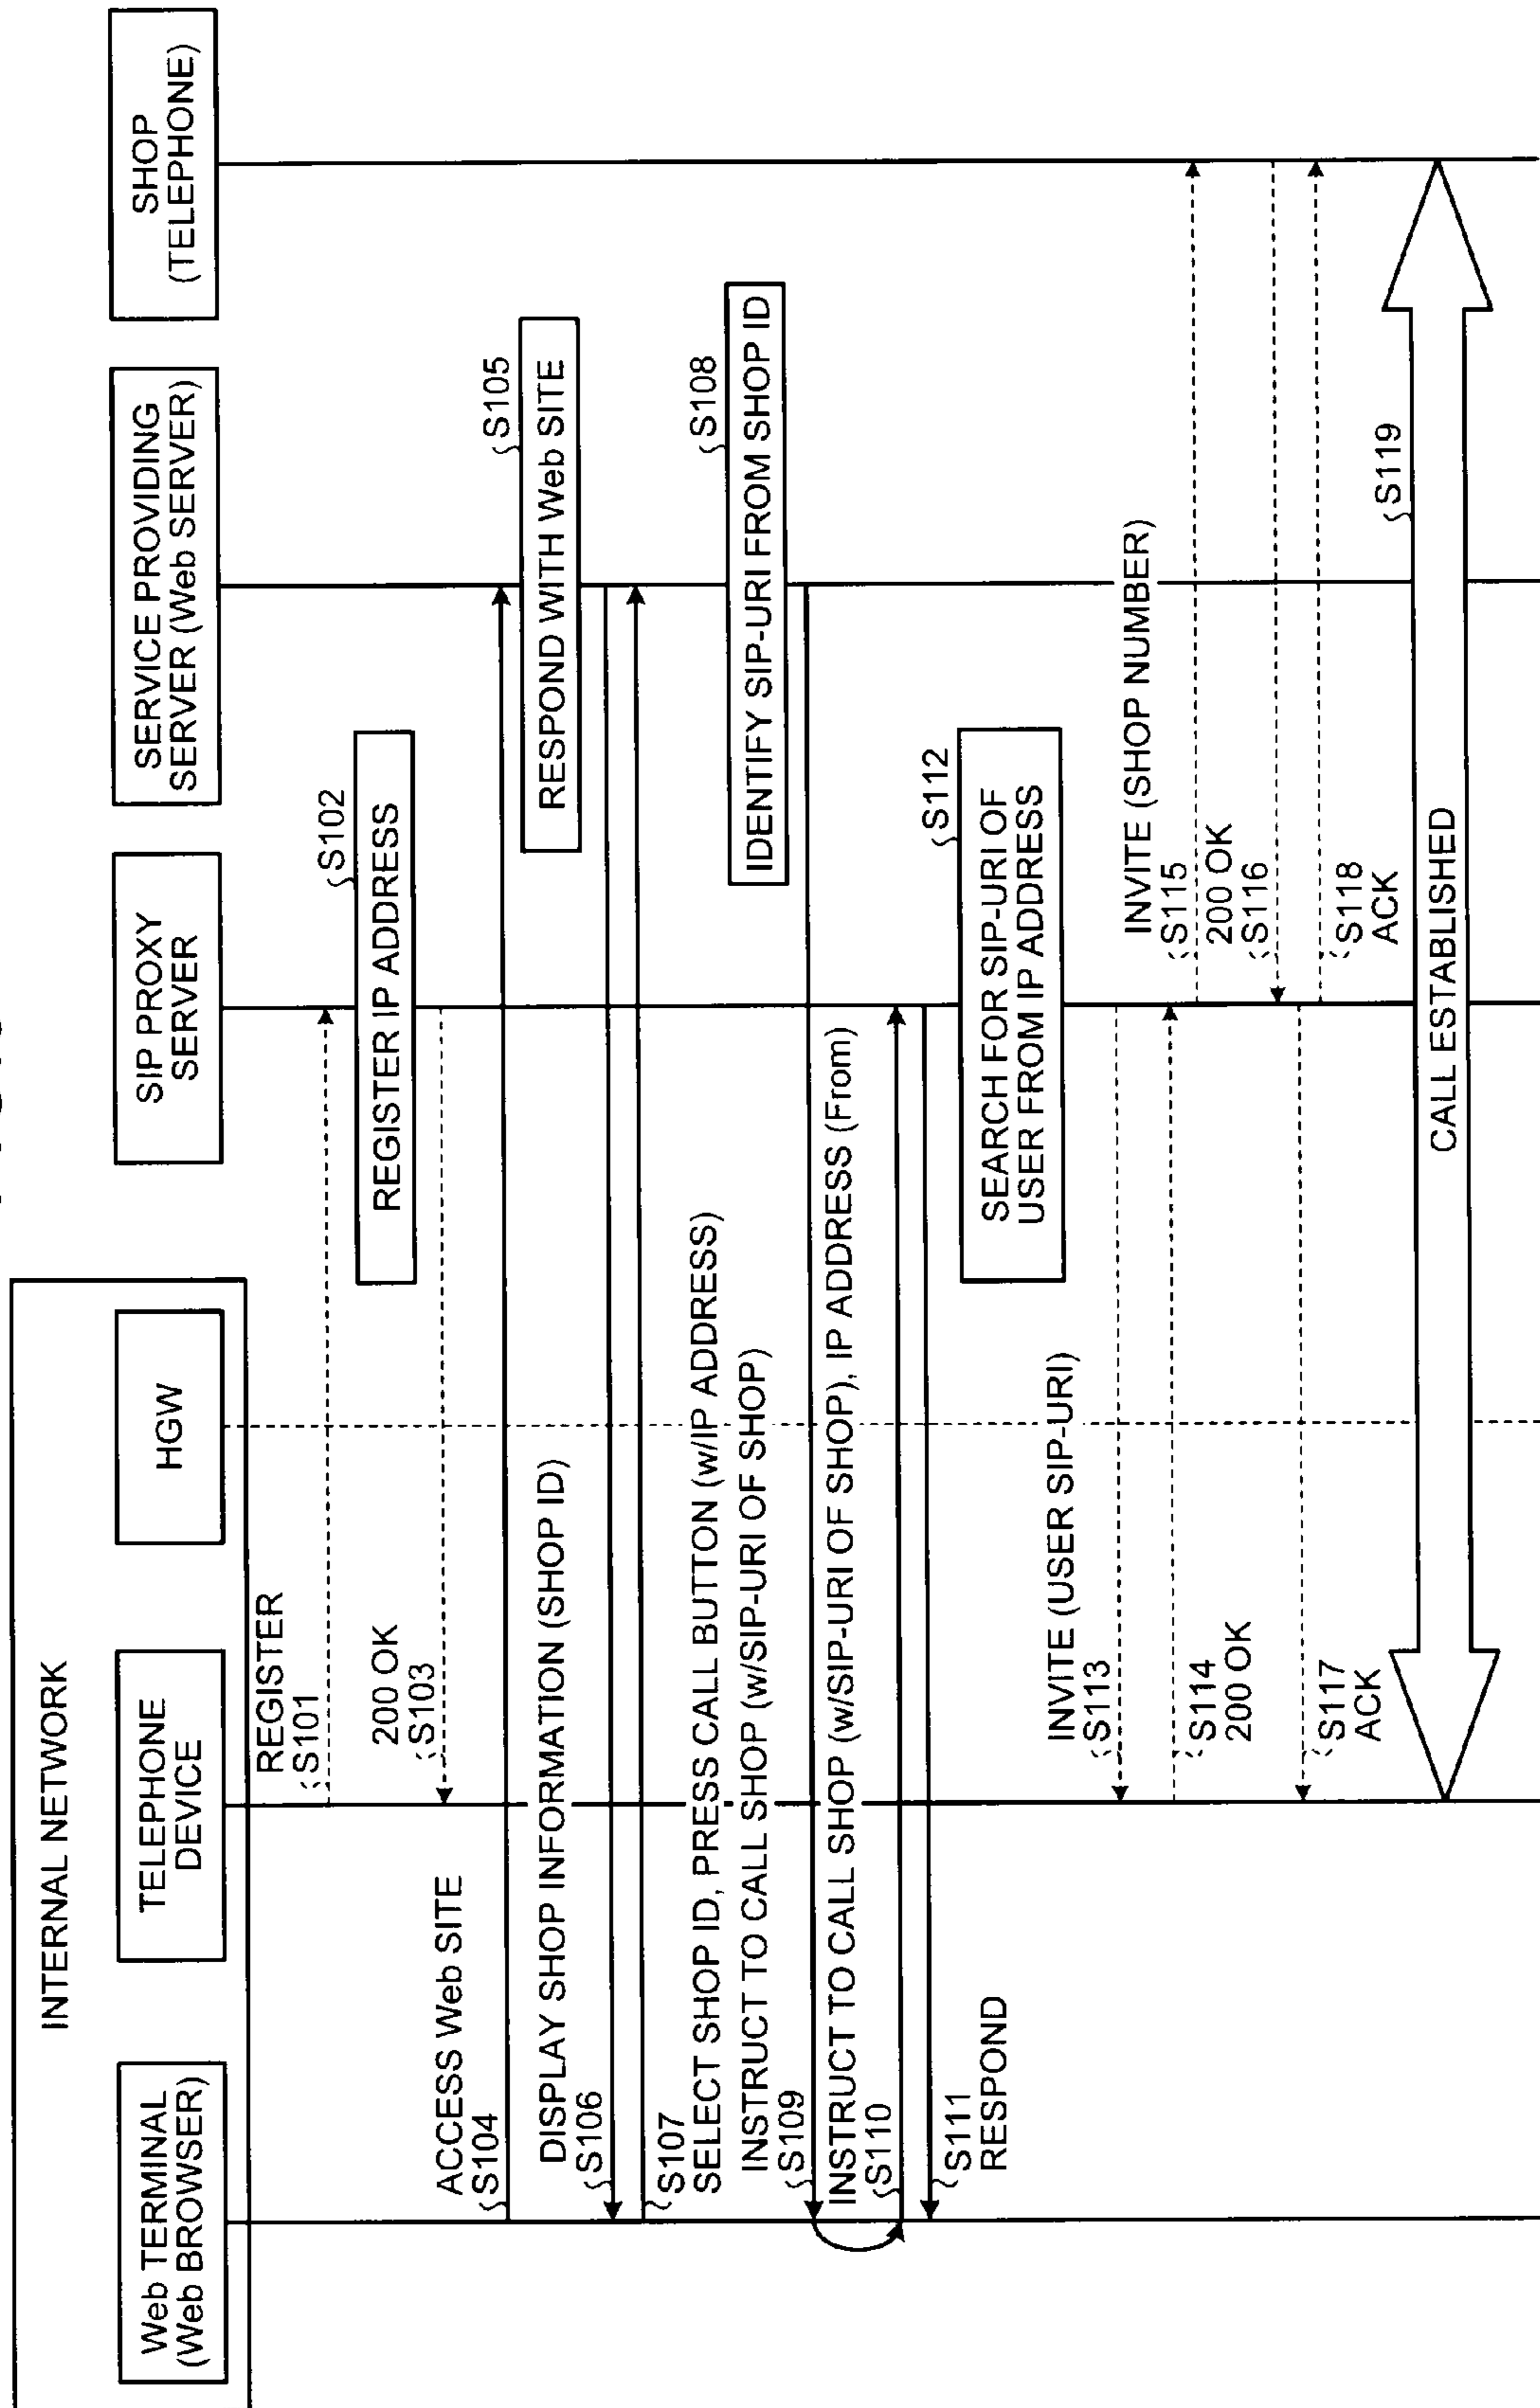 INTERNAL NETWORK
Web TERMINAL
(Web BROWSER)
TELEPHONE
DEVICE
HGW
SIP PROXY
SERVER
SERVICE PROVIDING
SERVER (Web SERVER)
SHOP
(TELEPHONE)
REGISTER
S101
S102
REGISTER IP ADDRESS
200 OK
S103
ACCESS Web SITE
S104
S105
RESPOND WITH Web SITE
DISPLAY SHOP INFORMATION (SHOP ID)
S106
S107
SELECT SHOP ID, PRESS CALL BUTTON (w/IP ADDRESS)
S108
IDENTIFY SIP-URI FROM SHOP ID
INSTRUCT TO CALL SHOP (w/SIP-URI OF SHOP)
S109
INSTRUCT TO CALL SHOP (w/SIP-URI OF SHOP), IP ADDRESS (From)
S110
S111
RESPOND
S112
SEARCH FOR SIP-URI OF
USER FROM IP ADDRESS
INVITE (USER SIP-URI)
S113
S114
200 OK
INVITE (SHOP NUMBER)
S115
200 OK
S116
S117
ACK
S118
ACK
S119
CALL ESTABLISHED